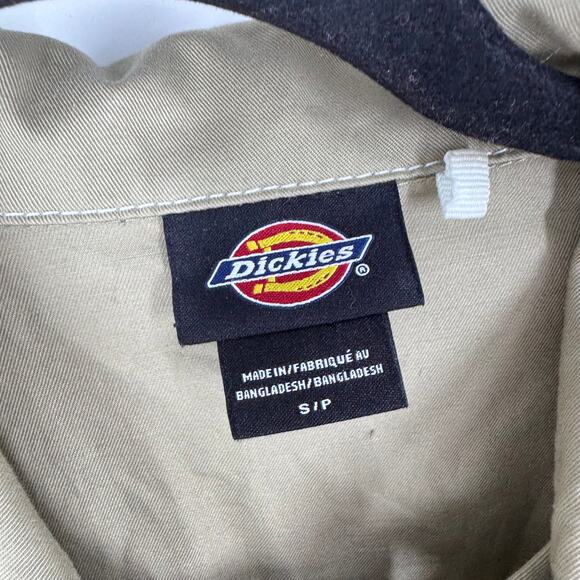 Dickies®
MADE IN/FABRIQUÉ AU
BANGLADESH/BANGLADESH
S/P